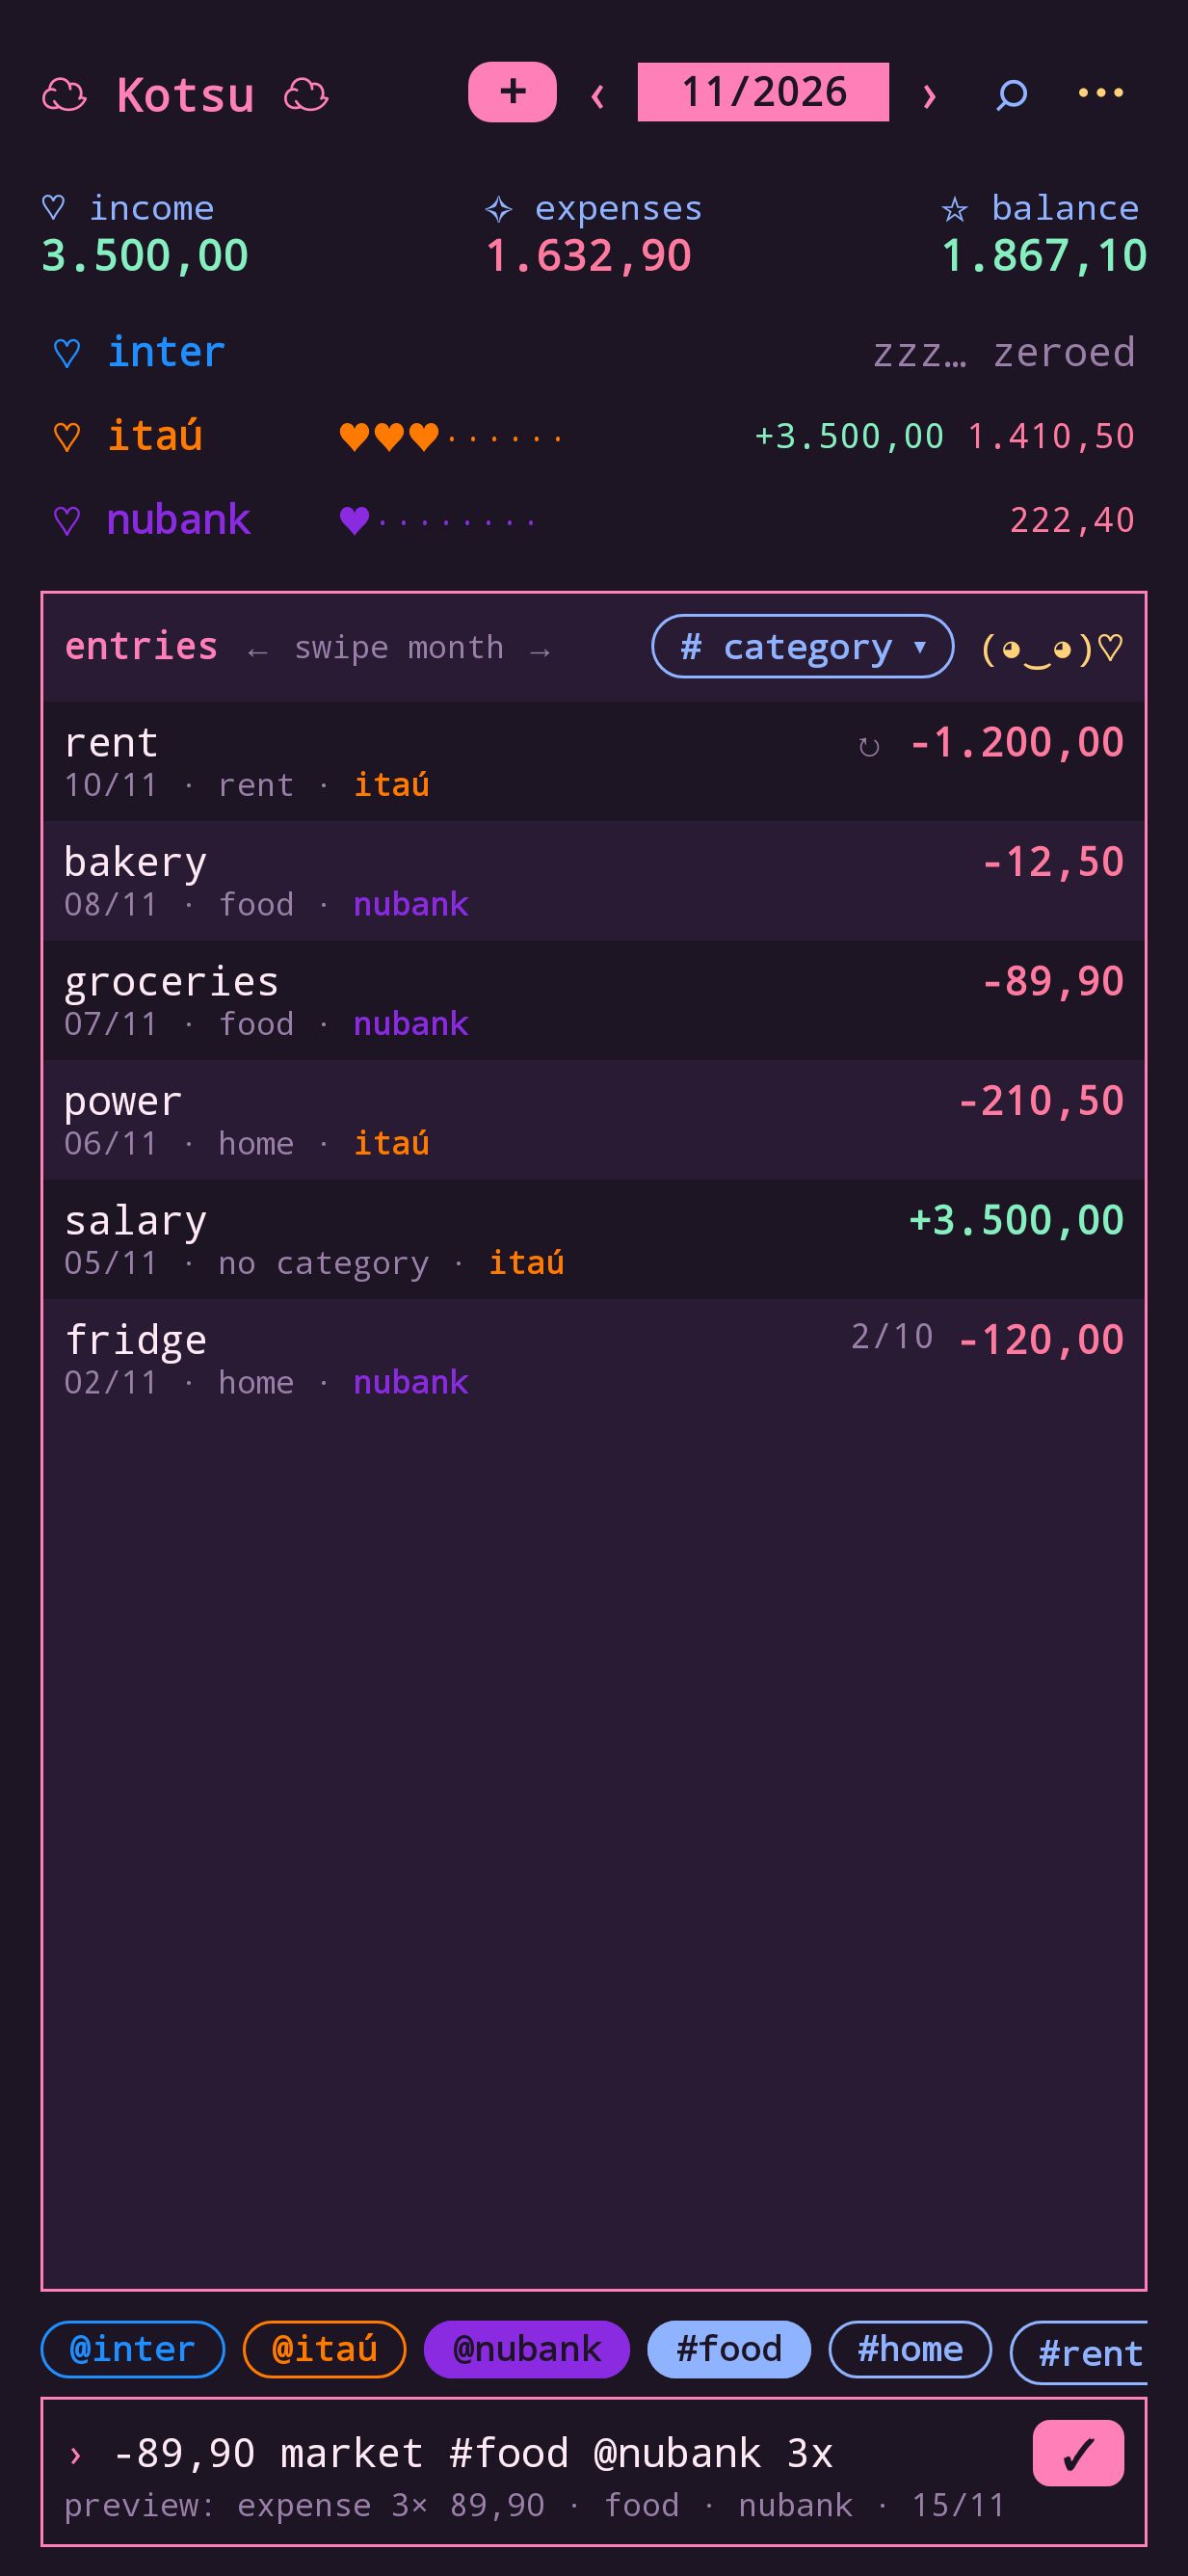 Kotsu + ‹ 11/2026 › ⌕ •••
♡ income ✧ expenses ☆ balance
3.500,00 1.632,90 1.867,10
♡ inter zzz… zeroed
♡ itaú ♥♥♥······ +3.500,00 1.410,50
♡ nubank ♥········ 222,40
entries ← swipe month → # category ▾ (◕‿◕)♡
rent ↻ -1.200,00
10/11 · rent · itaú
bakery -12,50
08/11 · food · nubank
groceries -89,90
07/11 · food · nubank
power -210,50
06/11 · home · itaú
salary +3.500,00
05/11 · no category · itaú
fridge 2/10 -120,00
02/11 · home · nubank
@inter @itaú @nubank #food #home #rent
› -89,90 market #food @nubank 3x ✓
preview: expense 3× 89,90 · food · nubank · 15/11